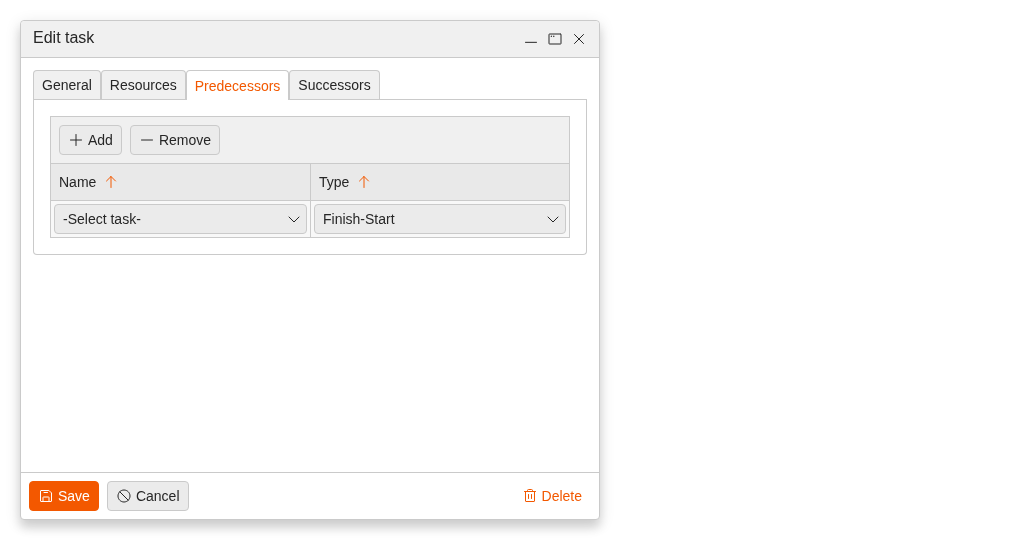 Edit task
General Resources Predecessors Successors
Add Remove
Name Type
-Select task- Finish-Start
Save Cancel Delete